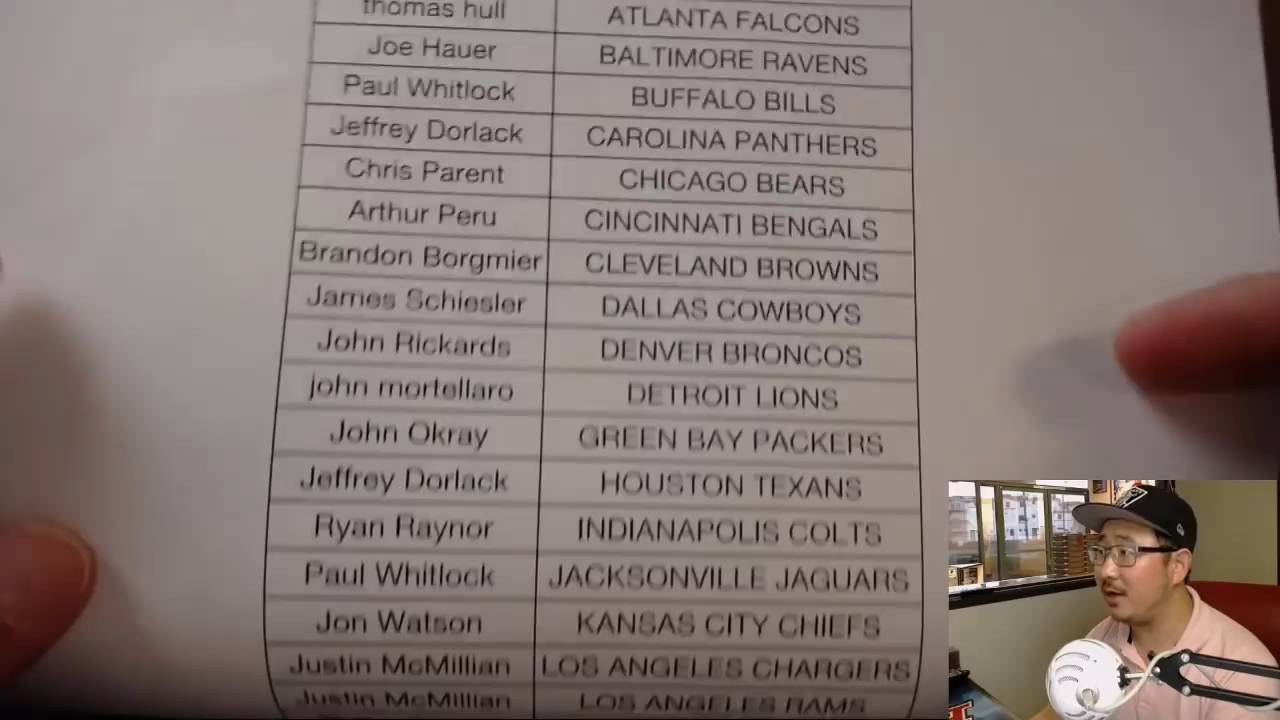 thomas hull ATLANTA FALCONS
Joe Hauer BALTIMORE RAVENS
Paul Whitlock BUFFALO BILLS
Jeffrey Dorlack CAROLINA PANTHERS
Chris Parent CHICAGO BEARS
Arthur Peru CINCINNATI BENGALS
Brandon Borgmier CLEVELAND BROWNS
James Schiesler DALLAS COWBOYS
John Rickards DENVER BRONCOS
john mortellaro DETROIT LIONS
John Okray GREEN BAY PACKERS
Jeffrey Dorlack HOUSTON TEXANS
Ryan Raynor INDIANAPOLIS COLTS
Paul Whitlock JACKSONVILLE JAGUARS
Jon Watson KANSAS CITY CHIEFS
Justin McMillian LOS ANGELES CHARGERS
Justin McMillian LOS ANGELES RAMS